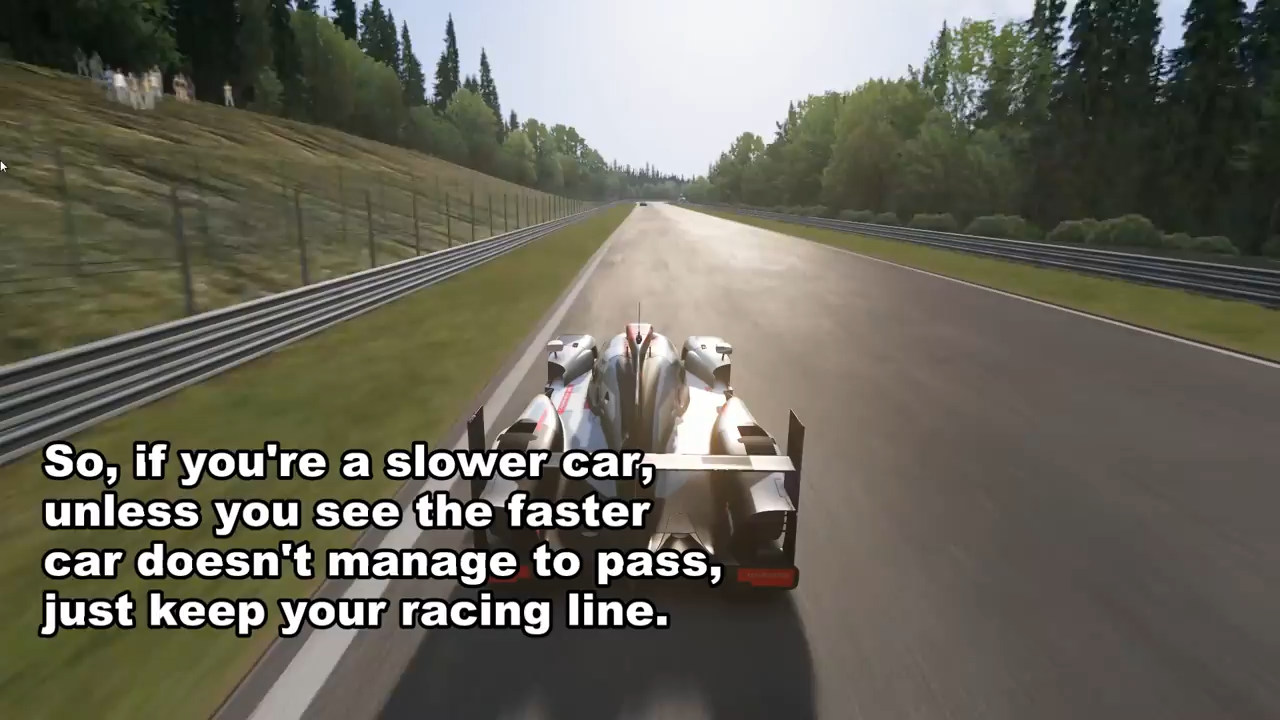 So, if you're a slower car,
unless you see the faster
car doesn't manage to pass,
just keep your racing line.